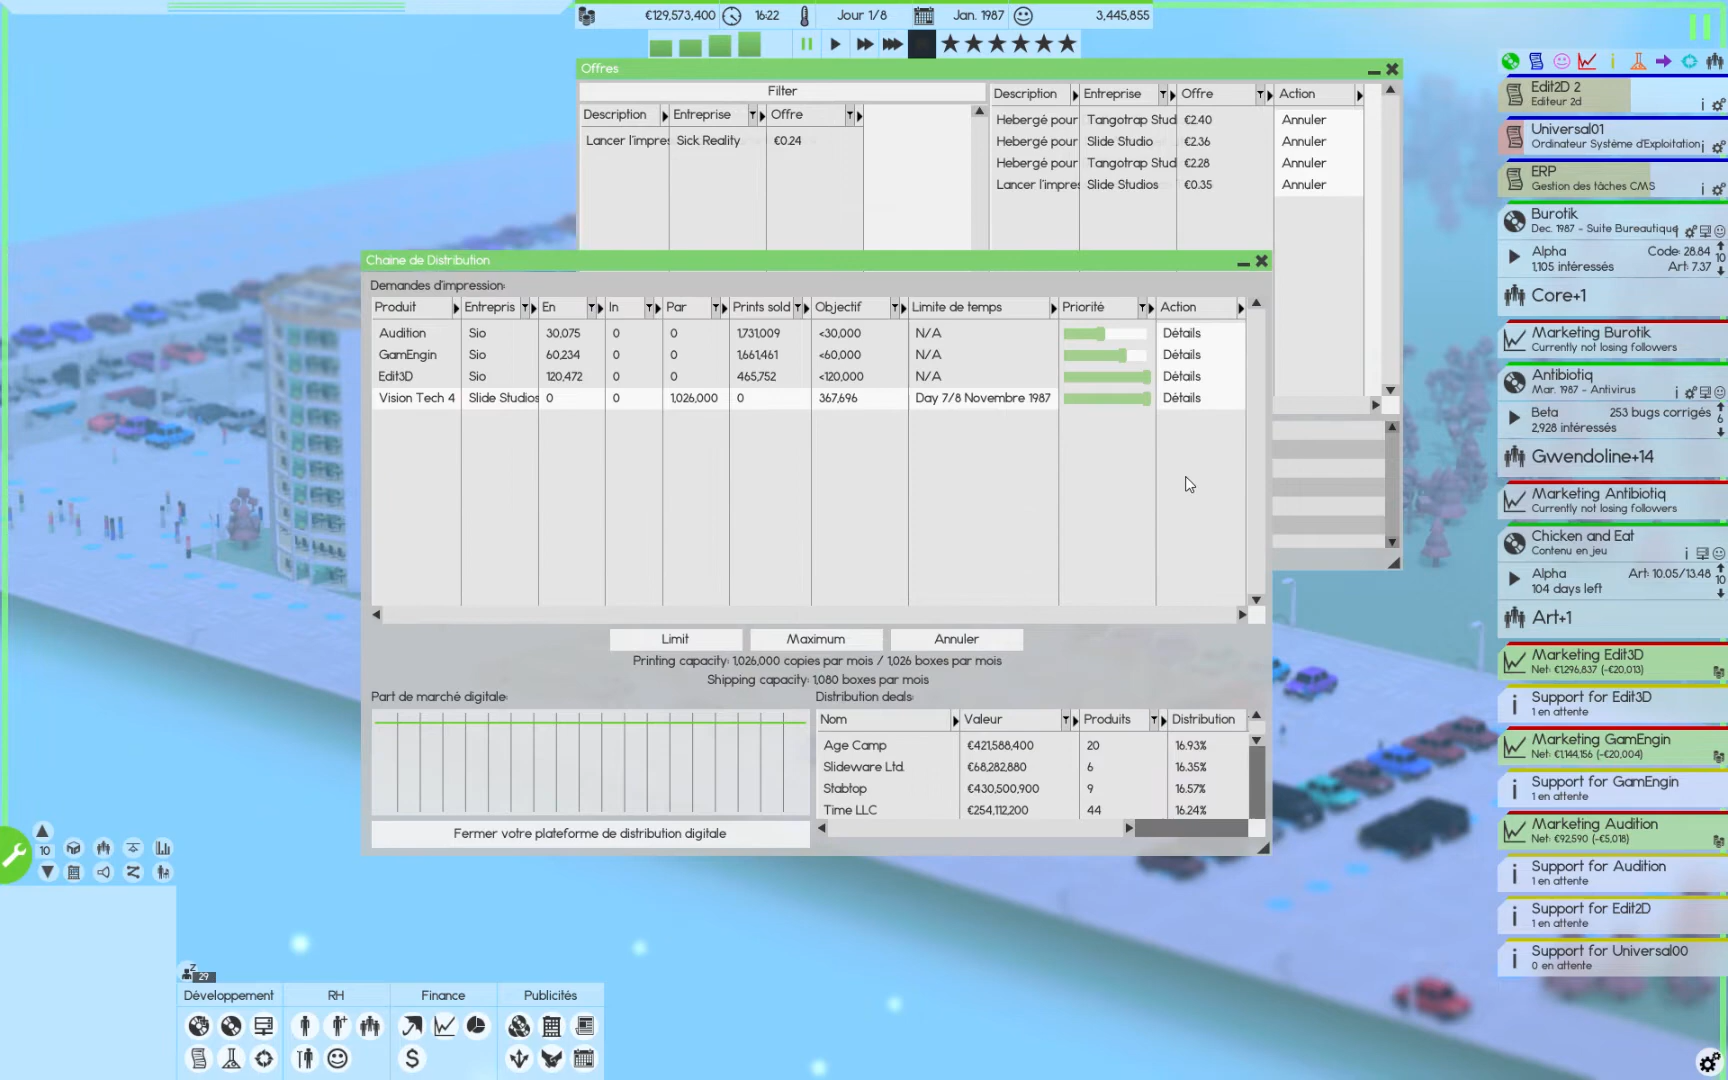 €129,573,400 16:22 Jour 1/8 Jan. 1987 3,445,855
Offres
Filter
Description Entreprise Offre
Lancer l'impres Sick Reality €0.24
Description Entreprise Offre Action
Hebergé pour Tangotrap Stud €2.40 Annuler
Hebergé pour Slide Studio €2.36 Annuler
Hebergé pour Tangotrap Stud €2.28 Annuler
Lancer l'impres Slide Studios €0.35 Annuler
Chaine de Distribution
Demandes d'impression:
Produit Entrepris En In Par Prints sold Objectif Limite de temps Priorité Action
Audition Sio 30,075 0 0 1,731,009 <30,000 N/A Détails
GamEngin Sio 60,234 0 0 1,661,461 <60,000 N/A Détails
Edit3D Sio 120,472 0 0 465,752 <120,000 N/A Détails
Vision Tech 4 Slide Studios 0 0 1,026,000 0 367,696 Day 7/8 Novembre 1987 Détails
Limit Maximum Annuler
Printing capacity: 1,026,000 copies par mois / 1,026 boxes par mois
Shipping capacity: 1,080 boxes par mois
Part de marché digitale:
Fermer votre plateforme de distribution digitale
Distribution deals:
Nom Valeur Produits Distribution
Age Camp €421,588,400 20 16.93%
Slideware Ltd. €68,282,880 6 16.35%
Stabtop €430,500,900 9 16.57%
Time LLC €254,112,200 44 16.24%
Edit2D 2
Editeur 2d
Universal01
Ordinateur Système d'Exploitation
ERP
Gestion des tâches CMS
Burotik
Dec. 1987 - Suite Bureautique
Alpha Code: 28.84
1,105 intéressés Art: 7.37
10
Core+1
Marketing Burotik
Currently not losing followers
Antibiotiq
Mar. 1987 - Antivirus
Beta 253 bugs corrigés
2,928 intéressés
6
Gwendoline+14
Marketing Antibiotiq
Currently not losing followers
Chicken and Eat
Contenu en jeu
Alpha Art: 10.05/13.48
104 days left
10
Art+1
Marketing Edit3D
Net: €1,296,837 (-€20,013)
Support for Edit3D
1 en attente
Marketing GamEngin
Net: €1,144,156 (-€20,004)
Support for GamEngin
1 en attente
Marketing Audition
Net: €92,590 (-€5,018)
Support for Audition
1 en attente
Support for Edit2D
1 en attente
Support for Universal00
0 en attente
10
z
29
Développement RH Finance Publicités